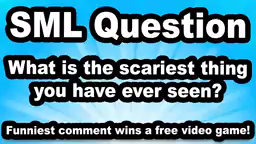 SML Question
What is the scariest thing
you have ever seen?
Funniest comment wins a free video game!